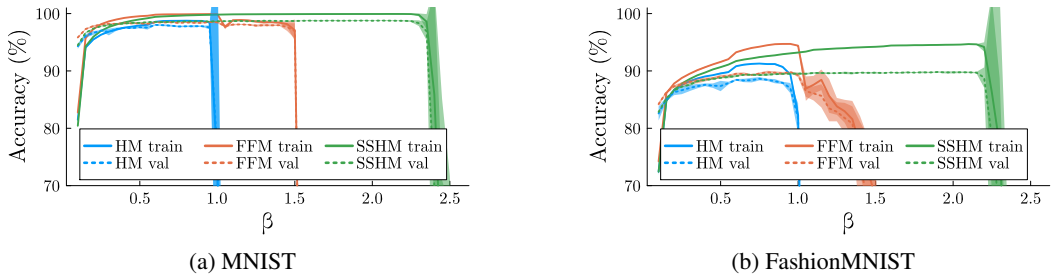 100
90
80
70
Accuracy (%)
HM train FFM train SSHM train
HM val FFM val SSHM val
0.5 1.0 1.5 2.0 2.5
β
(a) MNIST
100
90
80
70
Accuracy (%)
HM train FFM train SSHM train
HM val FFM val SSHM val
0.5 1.0 1.5 2.0 2.5
β
(b) FashionMNIST